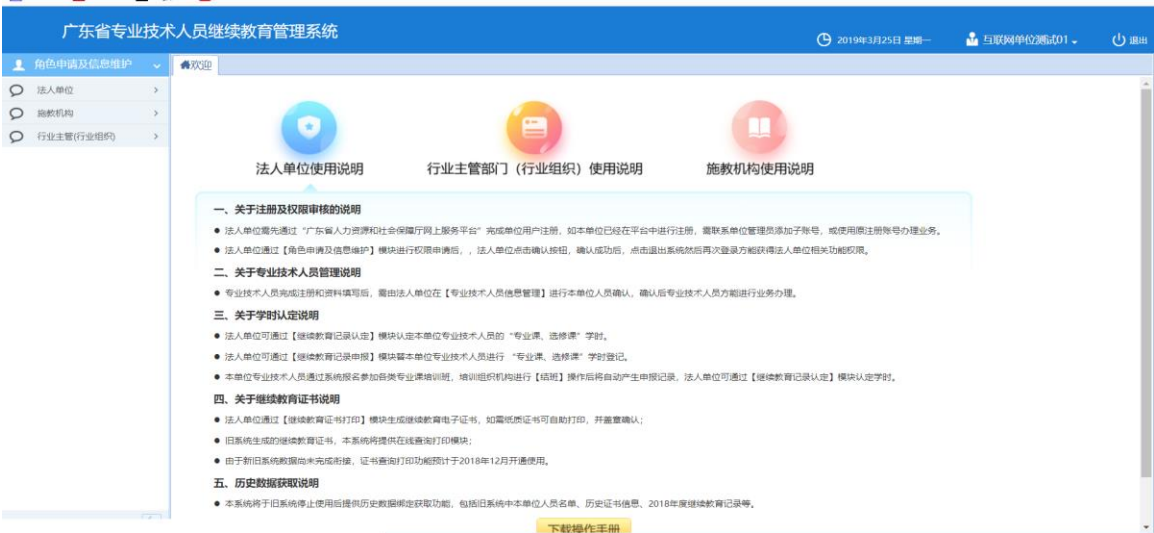 广东省专业技术人员继续教育管理系统
2019年3月25日 星期一
互联网单位测试01
退出
角色申请及信息维护
欢迎
法人单位
施教机构
行业主管(行业组织)
法人单位使用说明
行业主管部门（行业组织）使用说明
施教机构使用说明
一、关于注册及权限审核的说明
● 法人单位需先通过“广东省人力资源和社会保障厅网上服务平台”完成单位用户注册，如本单位已经在平台中进行注册，需联系单位管理员添加子账号，或使用原注册账号办理业务。
● 法人单位通过【角色申请及信息维护】模块进行权限申请后，，法人单位点击确认按钮，确认成功后，点击退出系统然后再次登录方能获得法人单位相关功能权限。
二、关于专业技术人员管理说明
● 专业技术人员完成注册和资料填写后，需由法人单位在【专业技术人员信息管理】进行本单位人员确认，确认后专业技术人员方能进行业务办理。
三、关于学时认定说明
● 法人单位可通过【继续教育记录认定】模块认定本单位专业技术人员的“专业课、选修课”学时。
● 法人单位可通过【继续教育记录申报】模块替本单位专业技术人员进行 “专业课、选修课”学时登记。
● 本单位专业技术人员通过系统报名参加各类专业课培训班，培训组织机构进行【结班】操作后将自动产生申报记录，法人单位可通过【继续教育记录认定】模块认定学时。
四、关于继续教育证书说明
● 法人单位通过【继续教育证书打印】模块生成继续教育电子证书，如需纸质证书可自助打印，并盖章确认；
● 旧系统生成的继续教育证书，本系统将提供在线查询打印模块；
● 由于新旧系统数据尚未完成衔接，证书查询打印功能预计于2018年12月开通使用。
五、历史数据获取说明
● 本系统将于旧系统停止使用后提供历史数据绑定获取功能，包括旧系统中本单位人员名单、历史证书信息、2018年度继续教育记录等。
下载操作手册